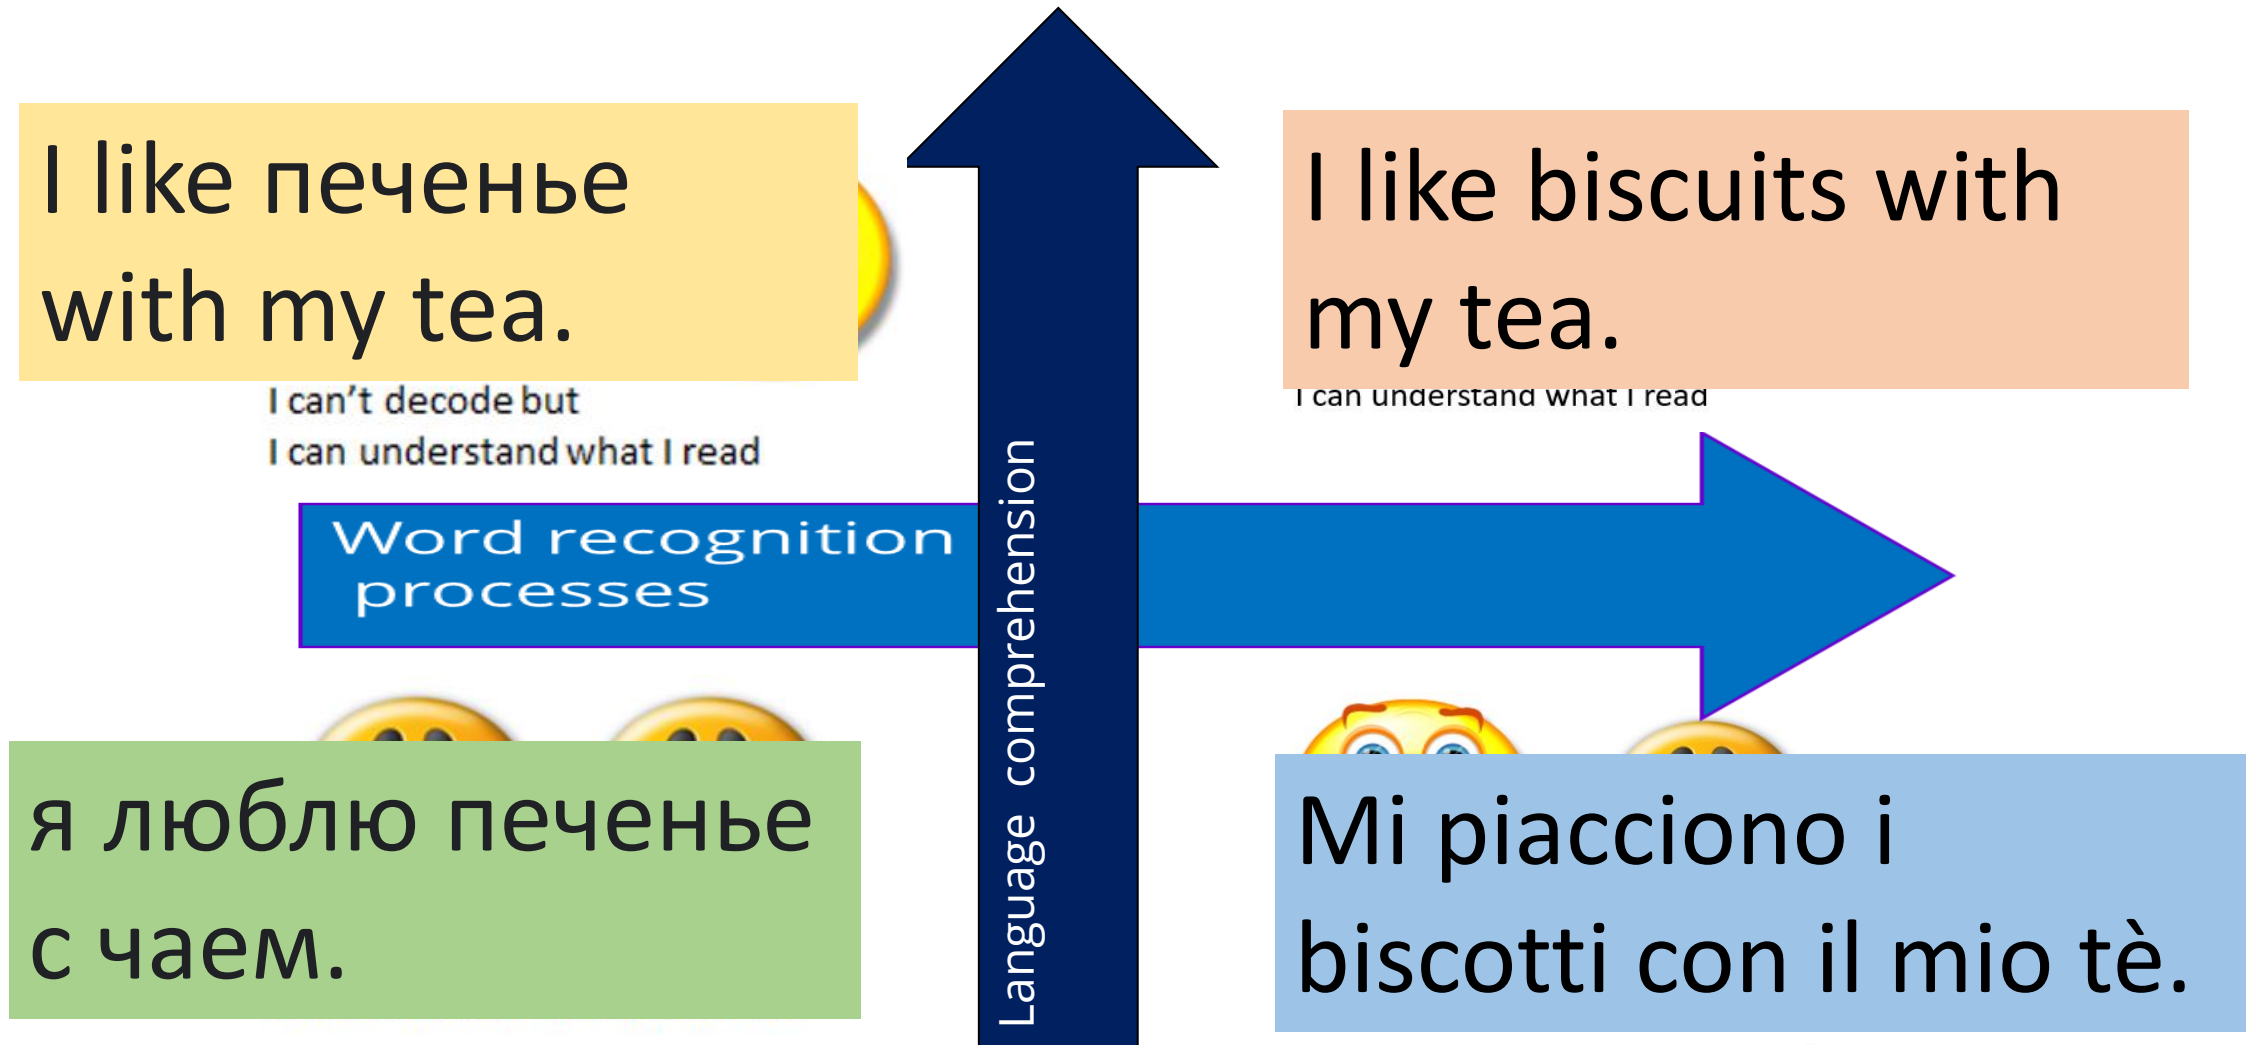 I like печенье
with my tea.
I can't decode but
I can understand what I read
I like biscuits with
my tea.
I can understand what I read
Word recognition
processes
Language comprehension
я люблю печенье
с чаем.
Mi piacciono i
biscotti con il mio tè.